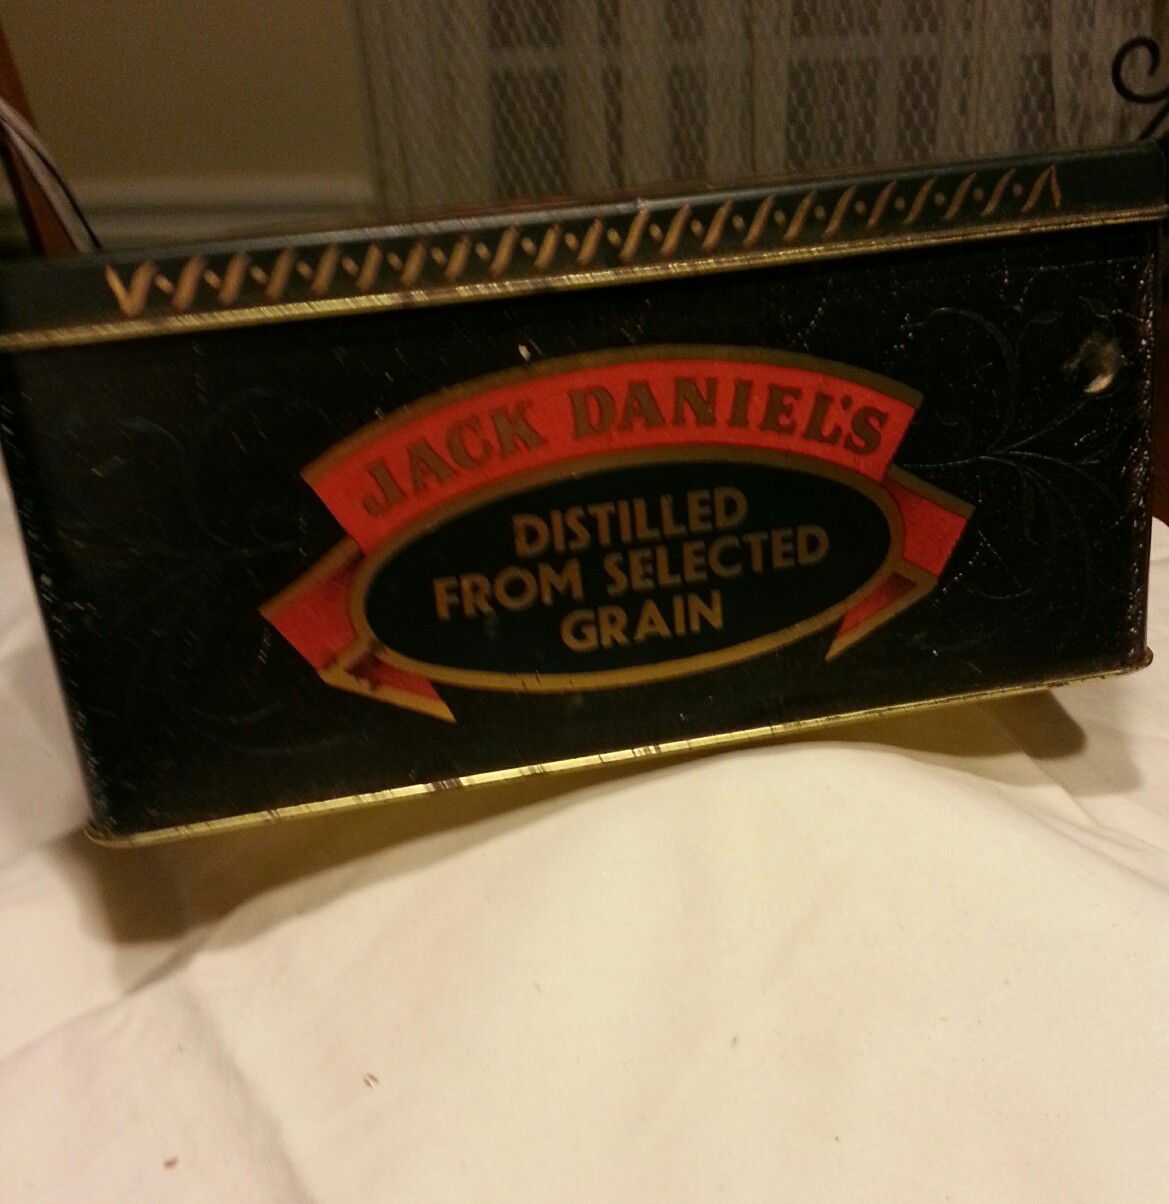 JACK DANIEL'S
DISTILLED
FROM SELECTED
GRAIN